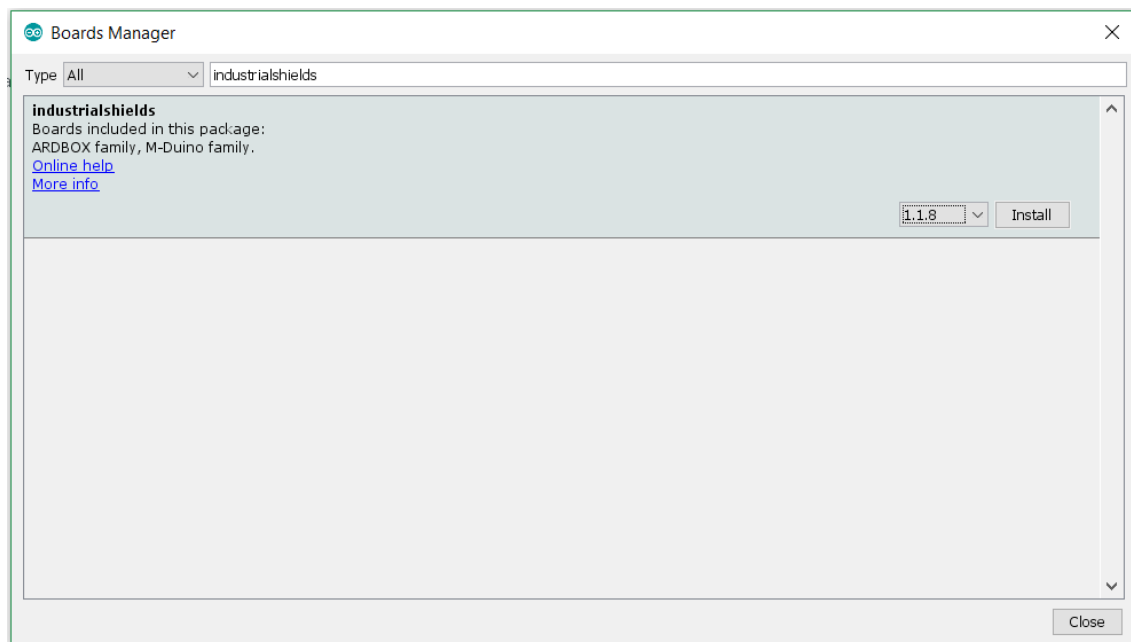 Boards Manager
Type All industrialshields
industrialshields
Boards included in this package:
ARDBOX family, M-Duino family.
Online help
More info
1.1.8 Install
Close